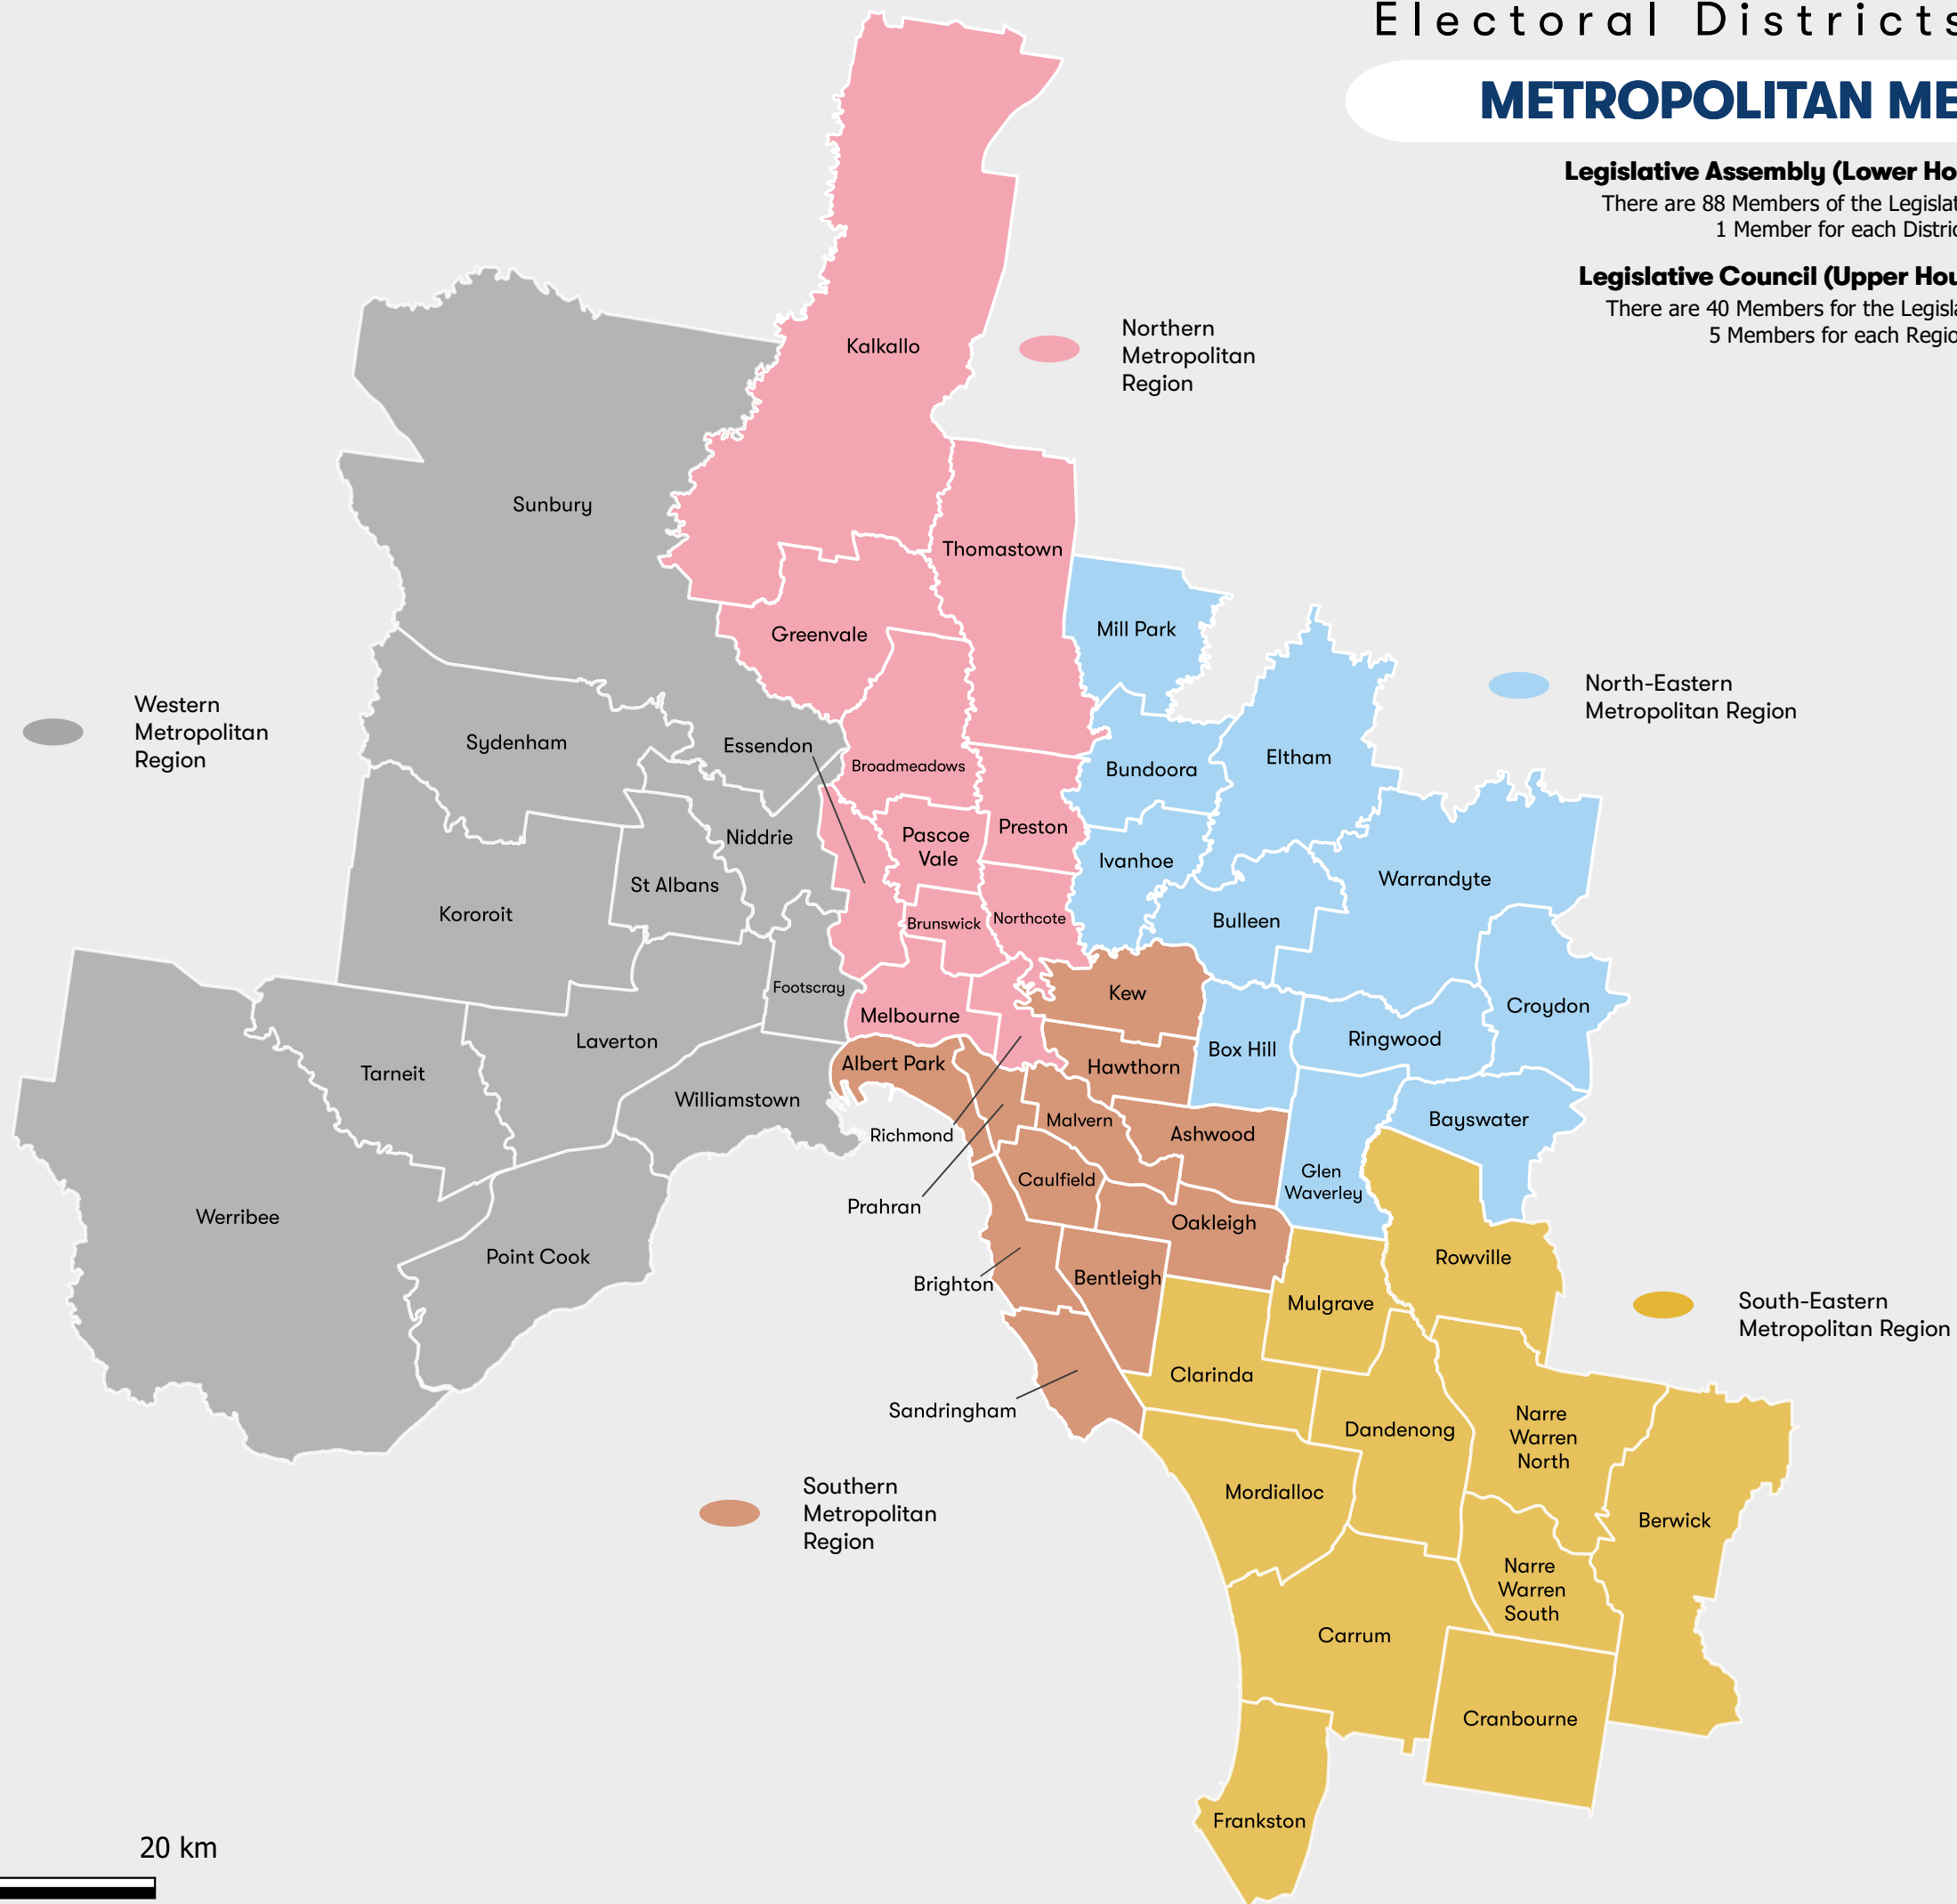 Electoral Districts
METROPOLITAN ME
Legislative Assembly (Lower Ho
There are 88 Members of the Legislat
1 Member for each Distric
Legislative Council (Upper Hou
There are 40 Members for the Legisla
5 Members for each Regio
Northern
Metropolitan
Region
Kalkallo
Sunbury
Thomastown
Mill Park
Greenvale
North-Eastern
Metropolitan Region
Western
Metropolitan
Region
Sydenham
Essendon
Broadmeadows
Bundoora
Eltham
Niddrie
Pascoe
Vale
Preston
Ivanhoe
Warrandyte
St Albans
Kororoit
Brunswick
Northcote
Bulleen
Footscray
Kew
Croydon
Melbourne
Laverton
Box Hill
Ringwood
Tarneit
Albert Park
Hawthorn
Williamstown
Richmond
Malvern
Ashwood
Bayswater
Glen
Waverley
Caulfield
Prahran
Werribee
Oakleigh
Point Cook
Rowville
Brighton
Bentleigh
Mulgrave
South-Eastern
Metropolitan Region
Clarinda
Sandringham
Dandenong
Narre
Warren
North
Southern
Metropolitan
Region
Mordialloc
Berwick
Narre
Warren
South
Carrum
Cranbourne
Frankston
20 km